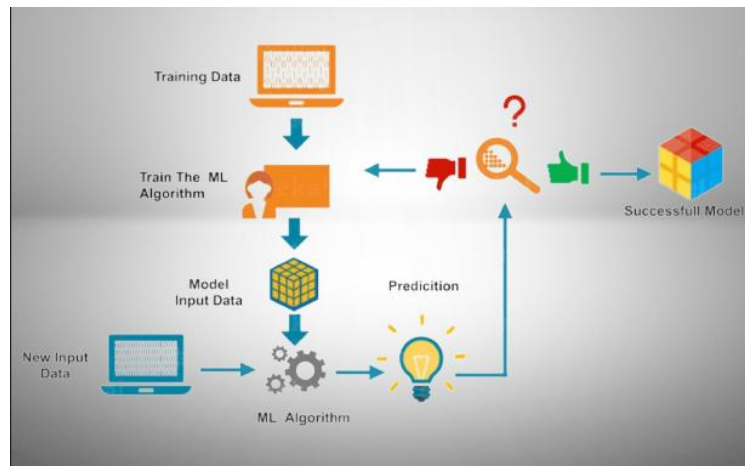 Training Data
?
Train The ML
Algorithm
Successfull Model
Model
Input Data
Predicition
New Input
Data
ML Algorithm